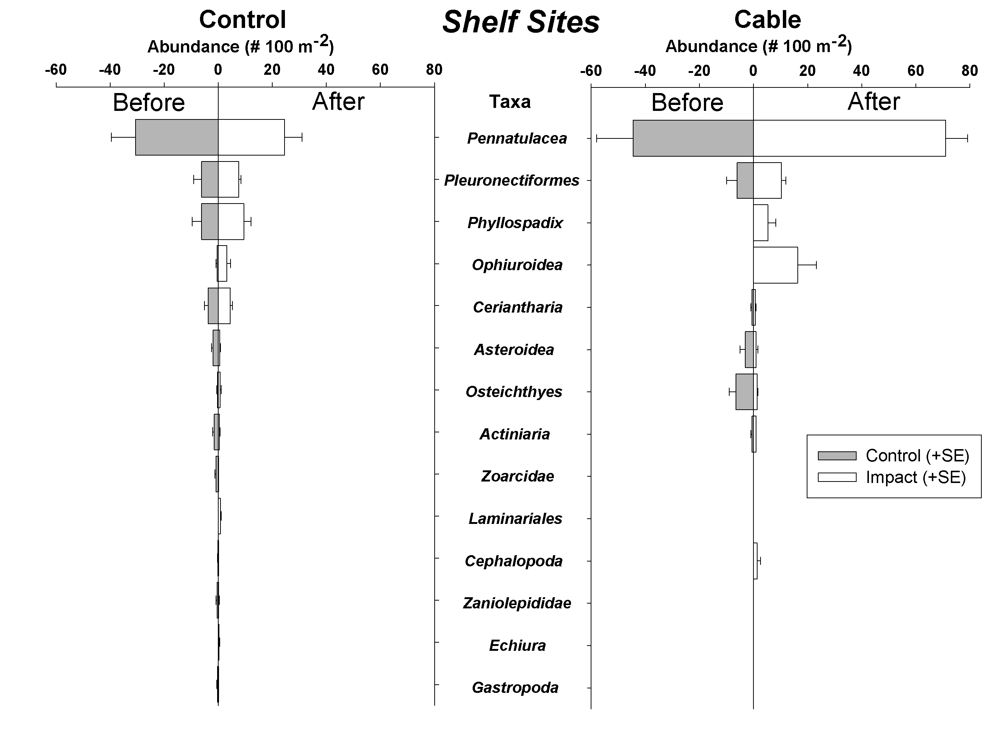 Control
Shelf Sites
Cable
Abundance (# 100 m-2)
Abundance (# 100 m-2)
-60 -40 -20 0 20 40 60 80
-60 -40 -20 0 20 40 60 80
Before After
Taxa
Before After
Pennatulacea
Pleuronectiformes
Phyllospadix
Ophiuroidea
Ceriantharia
Asteroidea
Osteichthyes
Actiniaria
Zoarcidae
Laminariales
Cephalopoda
Zaniolepididae
Echiura
Gastropoda
Control (+SE)
Impact (+SE)